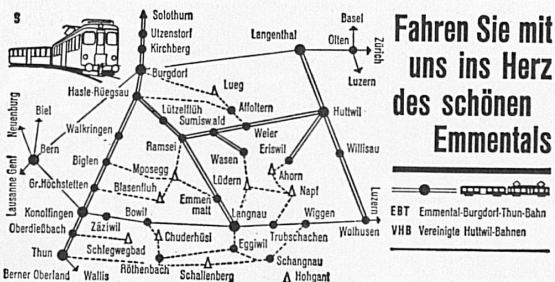 S
Solothurn
Utzenstorf
Kirchberg
Burgdorf
Langenthal
Basel
Olten
Zürich
Luzern
Hasle-Rüegsau
Lueg
Affoltern
Lützelflüh
Sumiswald
Weier
Huttwil
Neuenburg
Biel
Walkringen
Ramsei
Wasen
Eriswil
Willisau
Bern
Biglen
Moosegg
Lüdern
Ahorn
Napf
Lausanne Genf
Gr. Höchstetten
Blasenfluh
Emmen
matt
Konolfingen
Bowil
Langnau
Wiggen
Luzern
Wolhusen
Oberdießbach
Zäziwil
Chuderhüsi
Trubschachen
Schlegwegbad
Eggiwil
Thun
Röthenbach
Schangnau
Berner Oberland
Wallis
Schallenberg
Hohgant
Fahren Sie mit
uns ins Herz
des schönen
Emmentals
EBT Emmental-Burgdorf-Thun-Bahn
VHB Vereinigte Huttwil-Bahnen